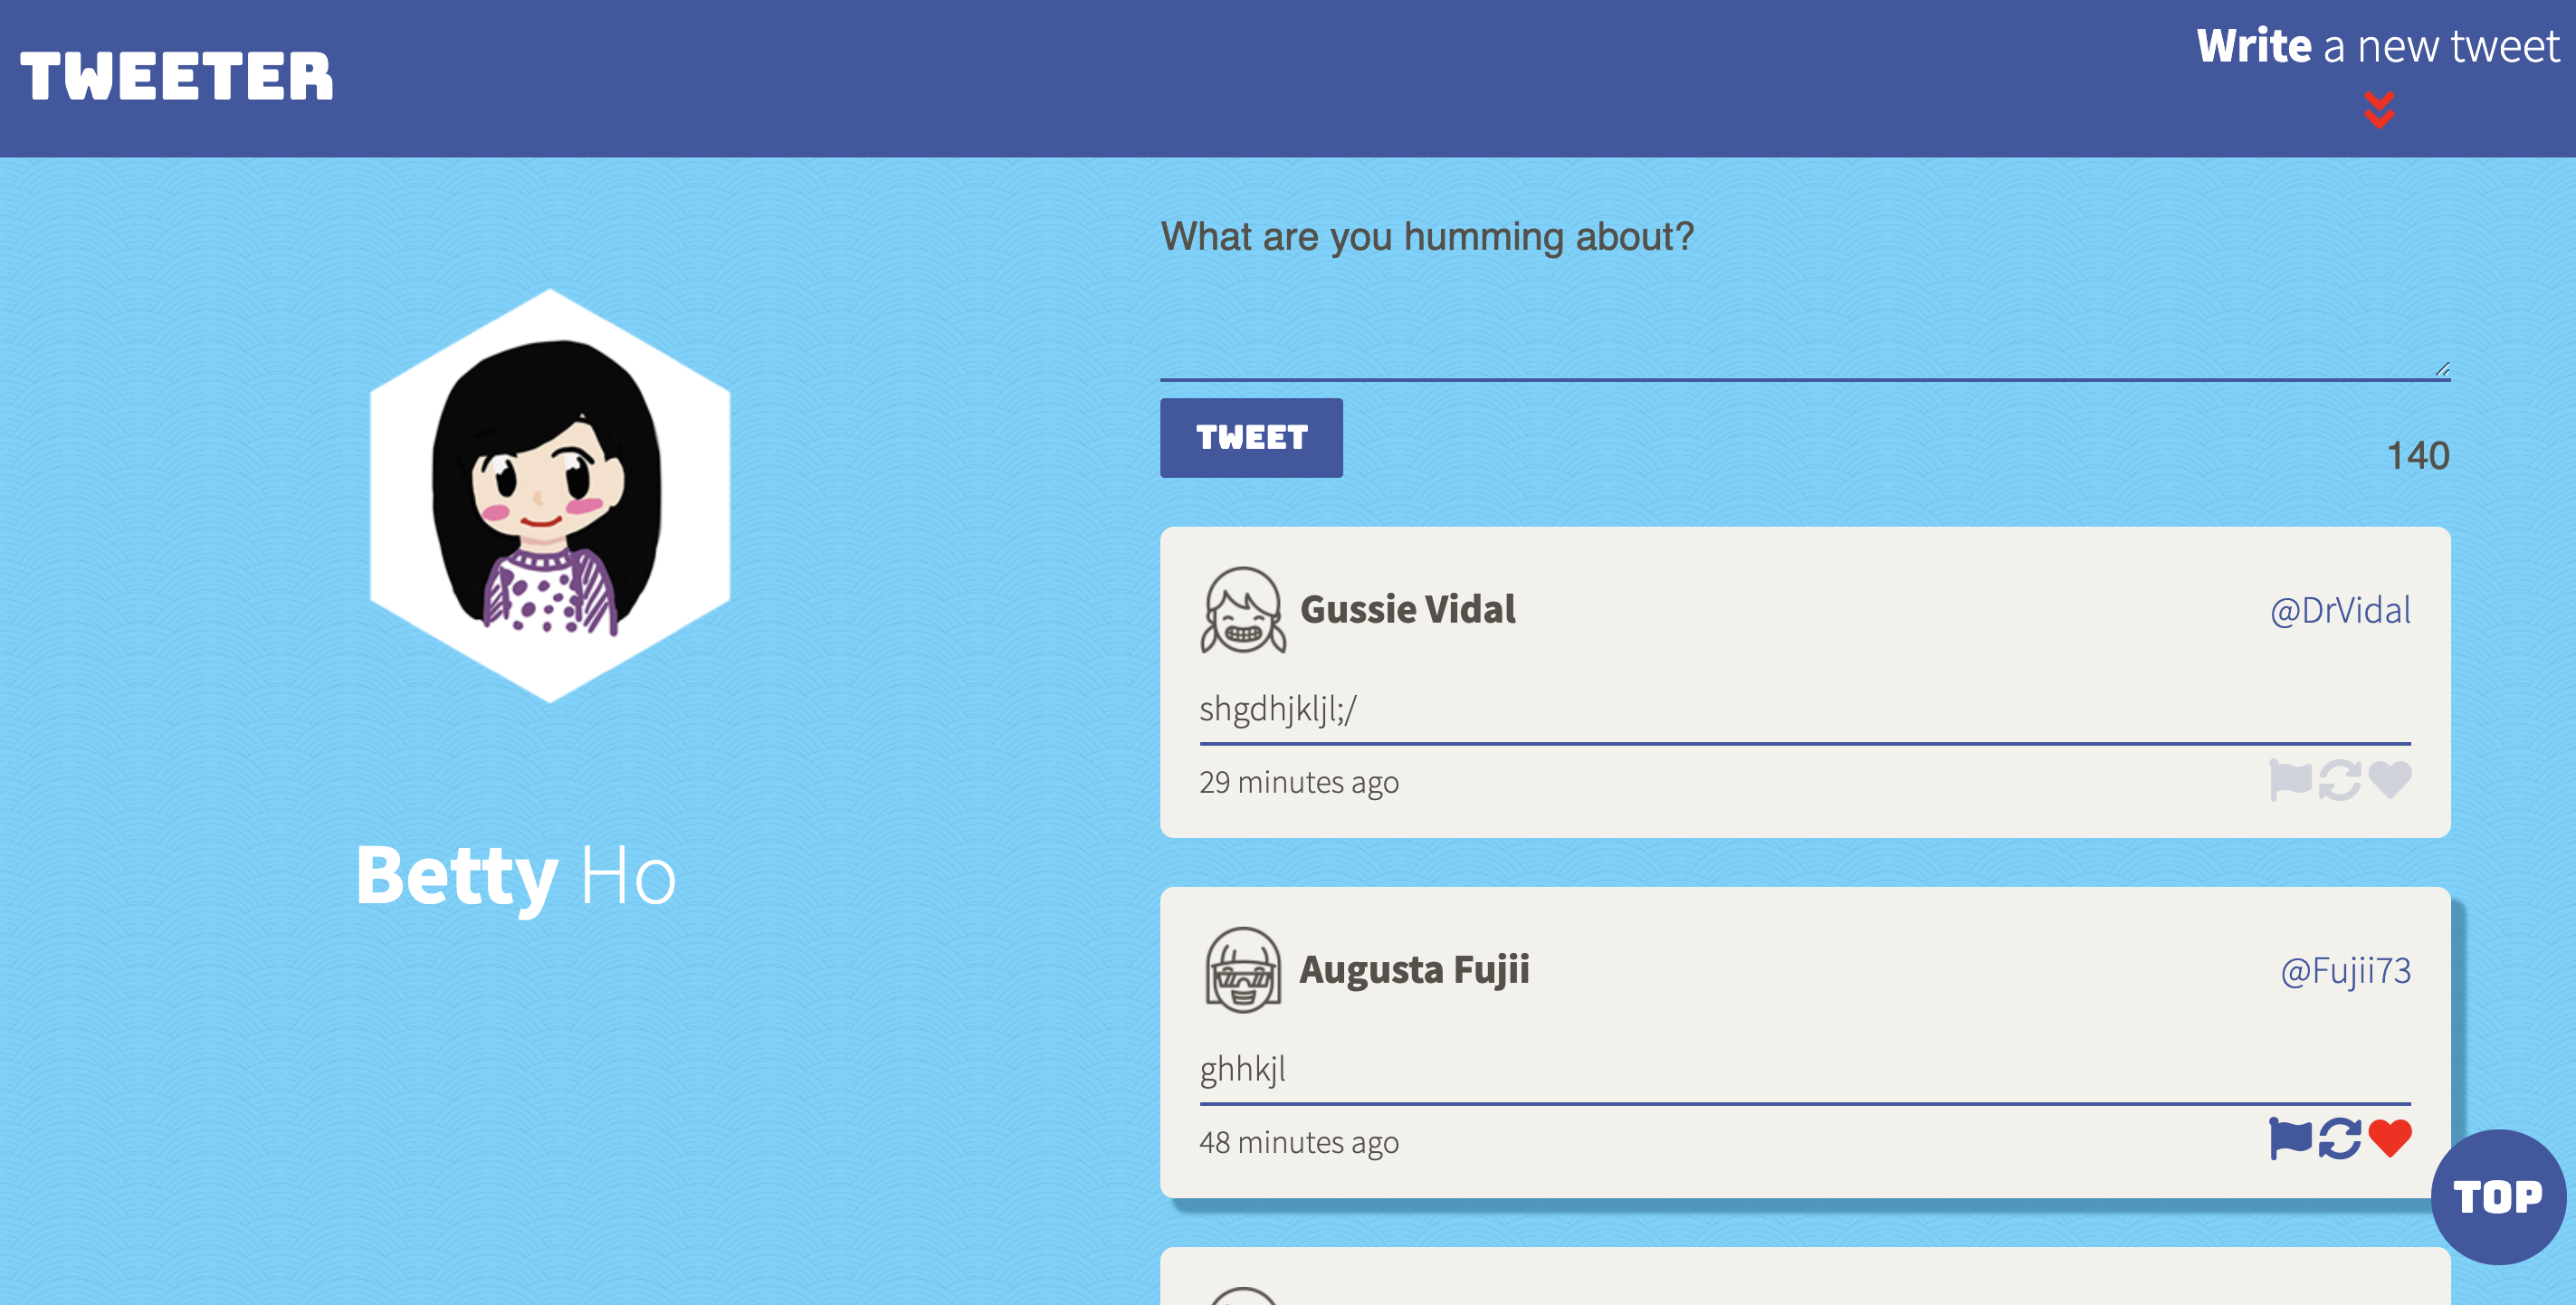 TWEETER
Write a new tweet
What are you humming about?
TWEET
140
Betty Ho
Gussie Vidal
@DrVidal
shgdhjkljl;/
29 minutes ago
Augusta Fujii
@Fujii73
ghhkjl
48 minutes ago
TOP